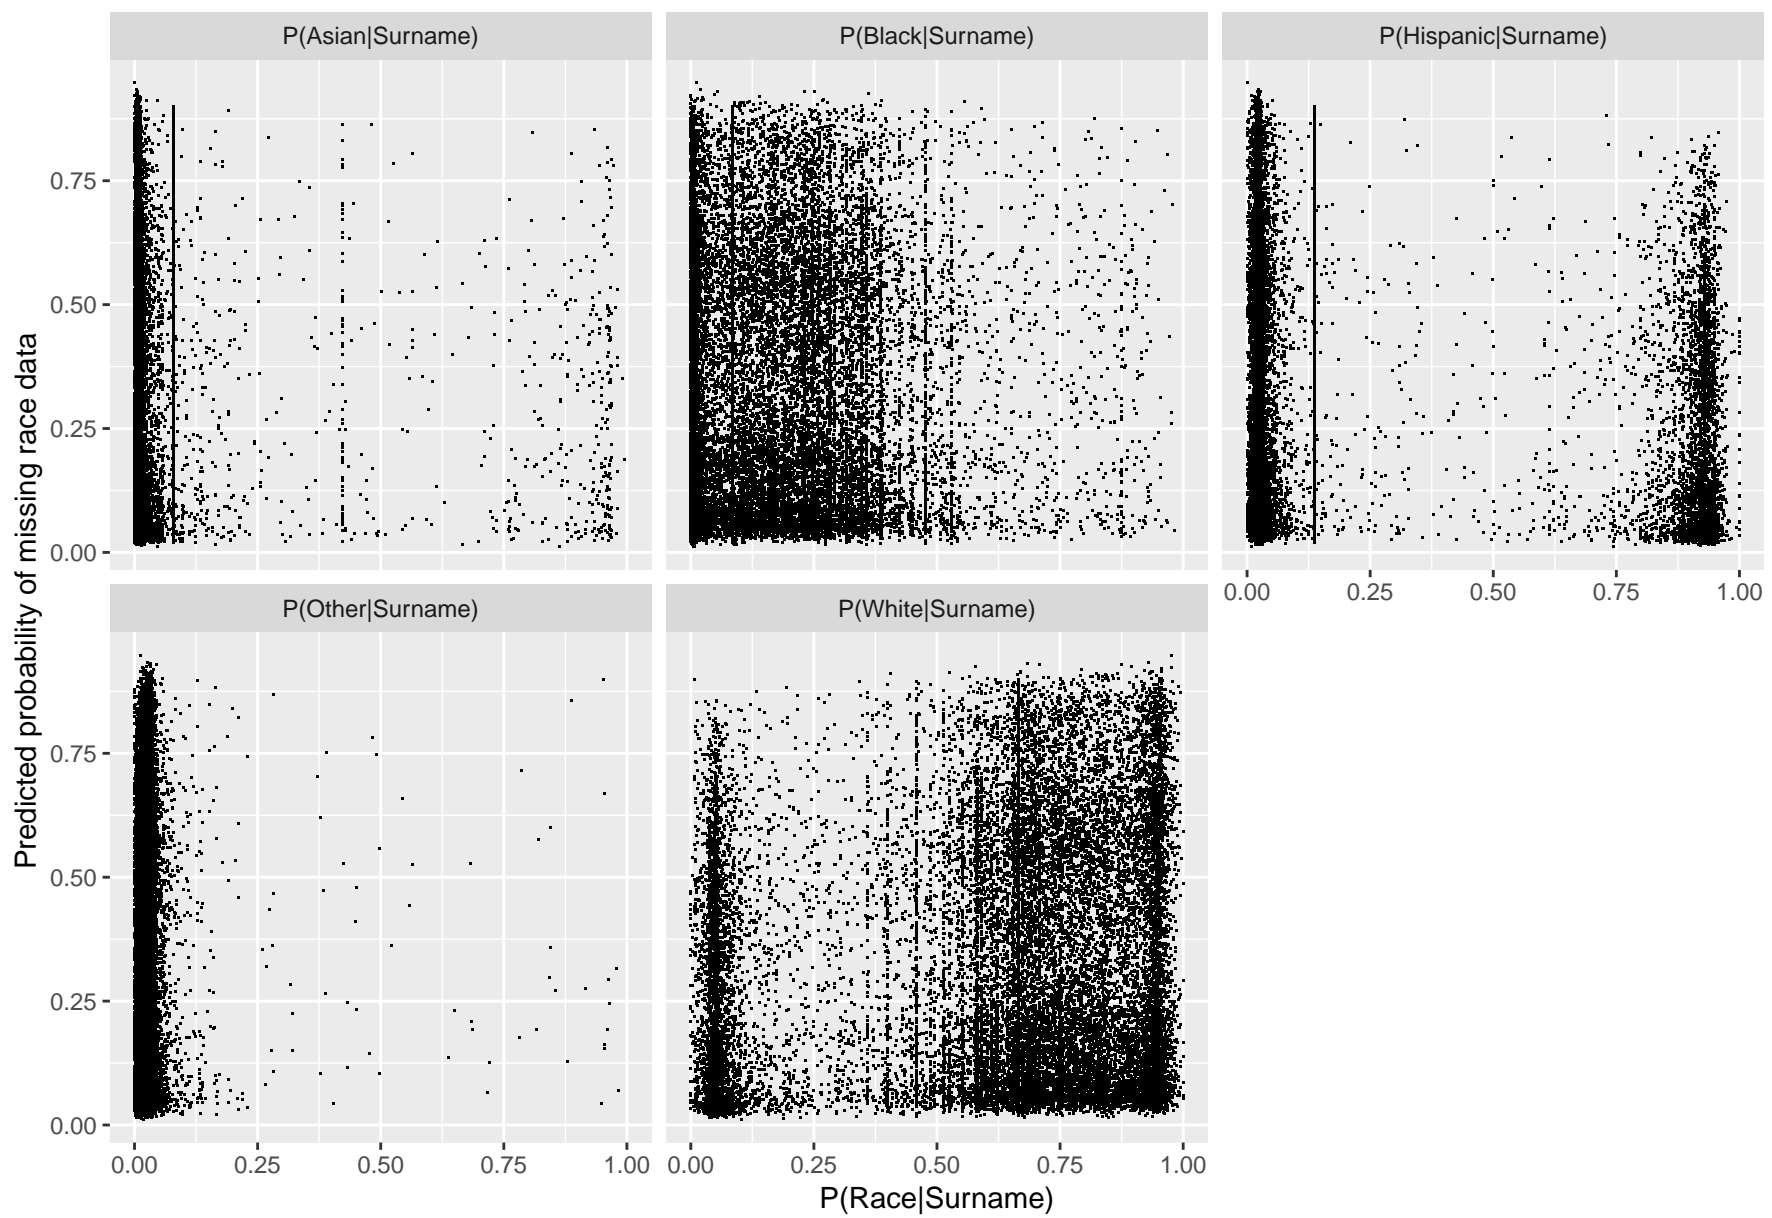 P(Asian|Surname) P(Black|Surname) P(Hispanic|Surname)
0.75
0.50
0.25
0.00
0.00 0.25 0.50 0.75 1.00
P(Other|Surname) P(White|Surname)
0.75
0.50
0.25
0.00
0.00 0.25 0.50 0.75 1.00 0.00 0.25 0.50 0.75 1.00
P(Race|Surname)
Predicted probability of missing race data